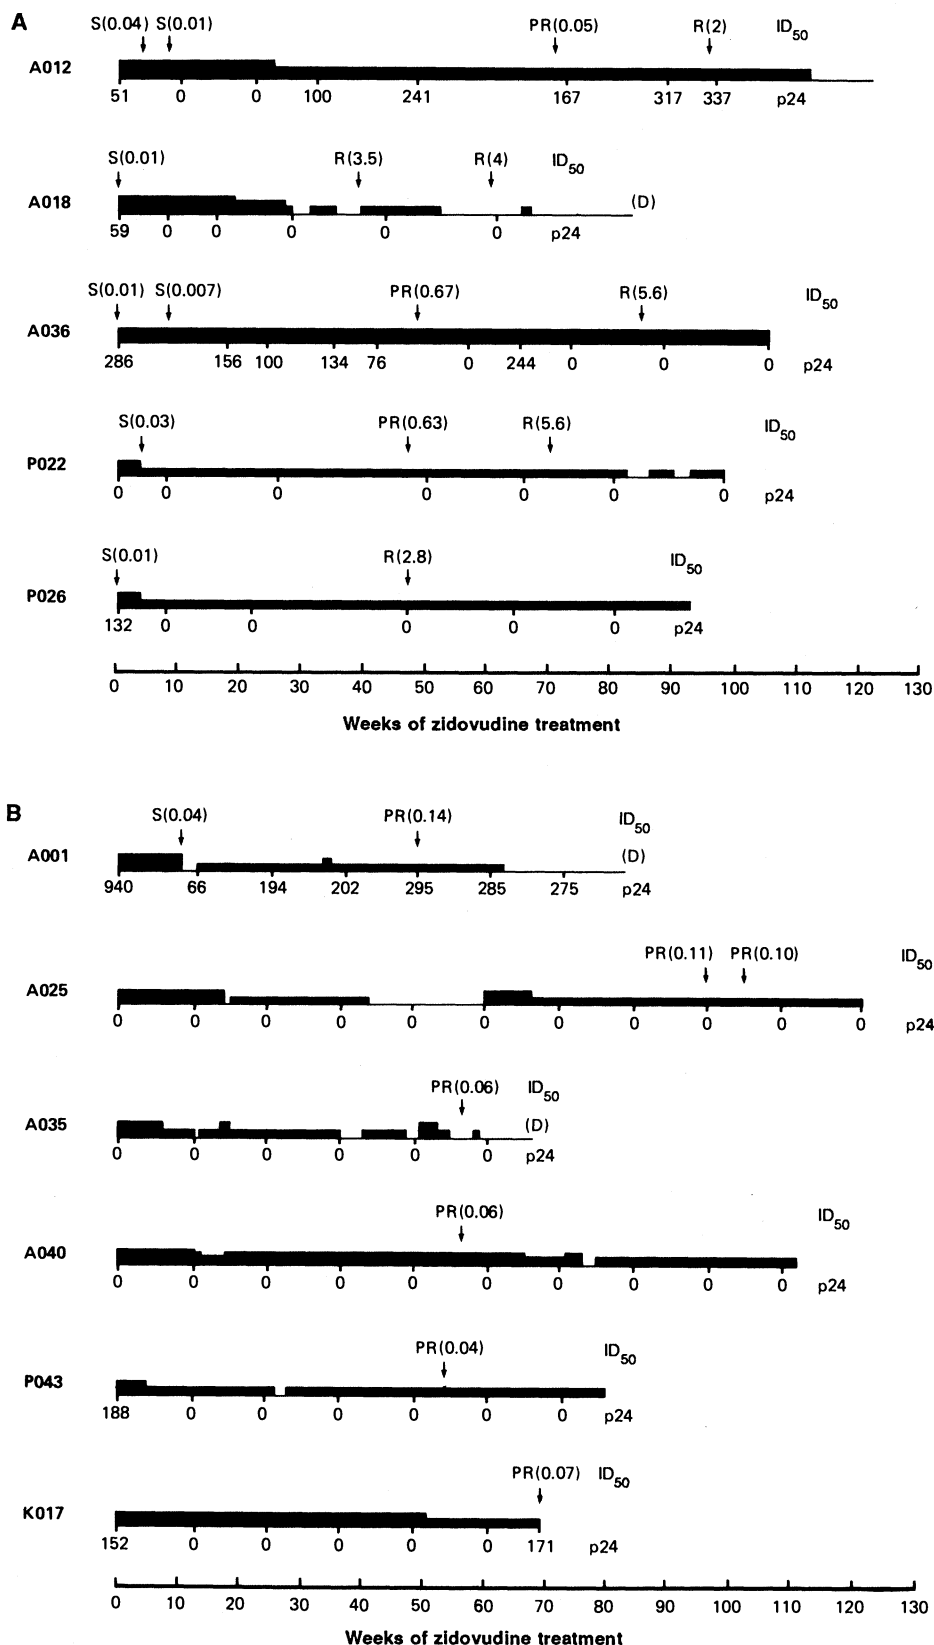 A
S(0.04) S(0.01) PR(0.05) R(2) ID50
A012
51 0 0 100 241 167 317 337 p24
S(0.01) R(3.5) R(4) ID50
A018 (D)
59 0 0 0 0 0 p24
S(0.01) S(0.007) PR(0.67) R(5.6) ID50
A036
286 156 100 134 76 0 244 0 0 0 p24
S(0.03) PR(0.63) R(5.6) ID50
P022
0 0 0 0 0 0 0 p24
S(0.01) R(2.8) ID50
P026
132 0 0 0 0 0 p24
0 10 20 30 40 50 60 70 80 90 100 110 120 130
Weeks of zidovudine treatment
B
S(0.04) PR(0.14) ID50
A001 (D)
940 66 194 202 295 285 275 p24
PR(0.11) PR(0.10) ID50
A025
0 0 0 0 0 0 0 0 0 0 0 p24
PR(0.06) ID50
A035 (D)
0 0 0 0 0 0 p24
PR(0.06) ID50
A040
0 0 0 0 0 0 0 0 0 0 p24
PR(0.04) ID50
P043
188 0 0 0 0 0 0 p24
PR(0.07) ID50
K017
152 0 0 0 0 0 171 p24
0 10 20 30 40 50 60 70 80 90 100 110 120 130
Weeks of zidovudine treatment